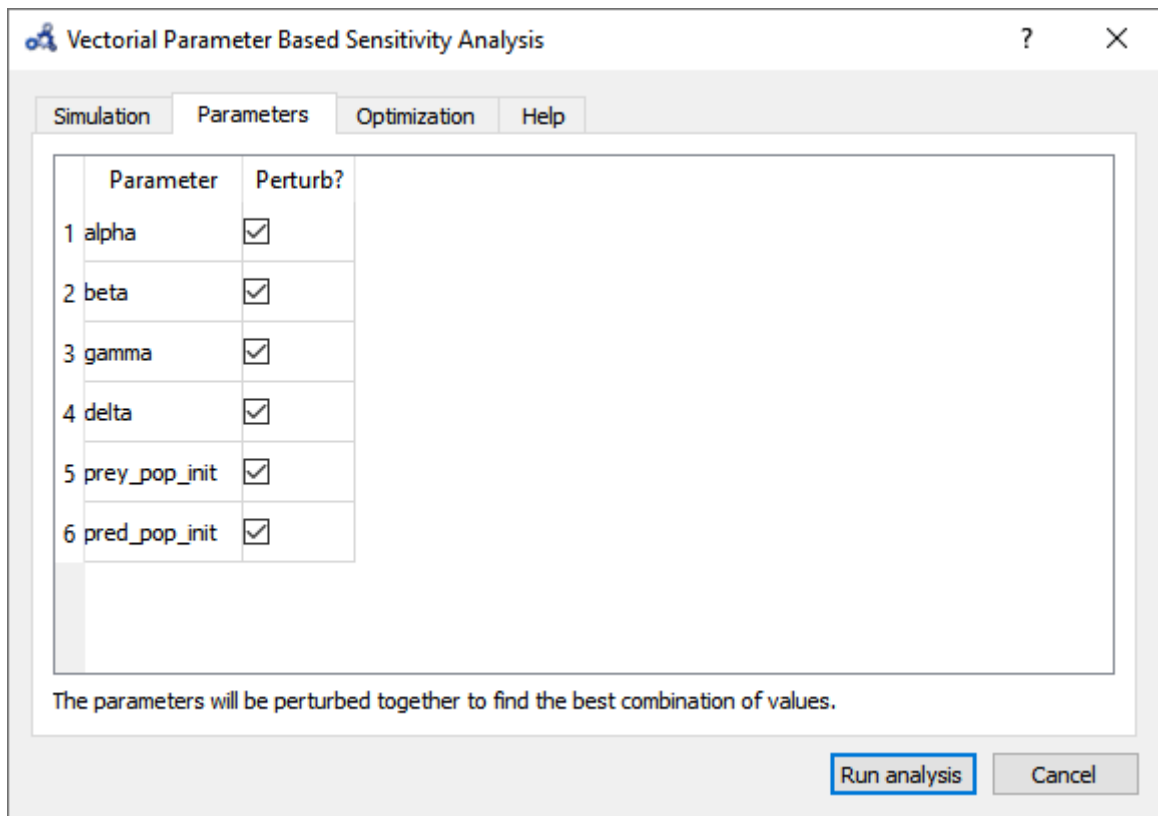 Vectorial Parameter Based Sensitivity Analysis ?
Simulation Parameters Optimization Help
Parameter Perturb?
1 alpha
2 beta
3 gamma
4 delta
5 prey_pop_init
6 pred_pop_init
The parameters will be perturbed together to find the best combination of values.
Run analysis Cancel